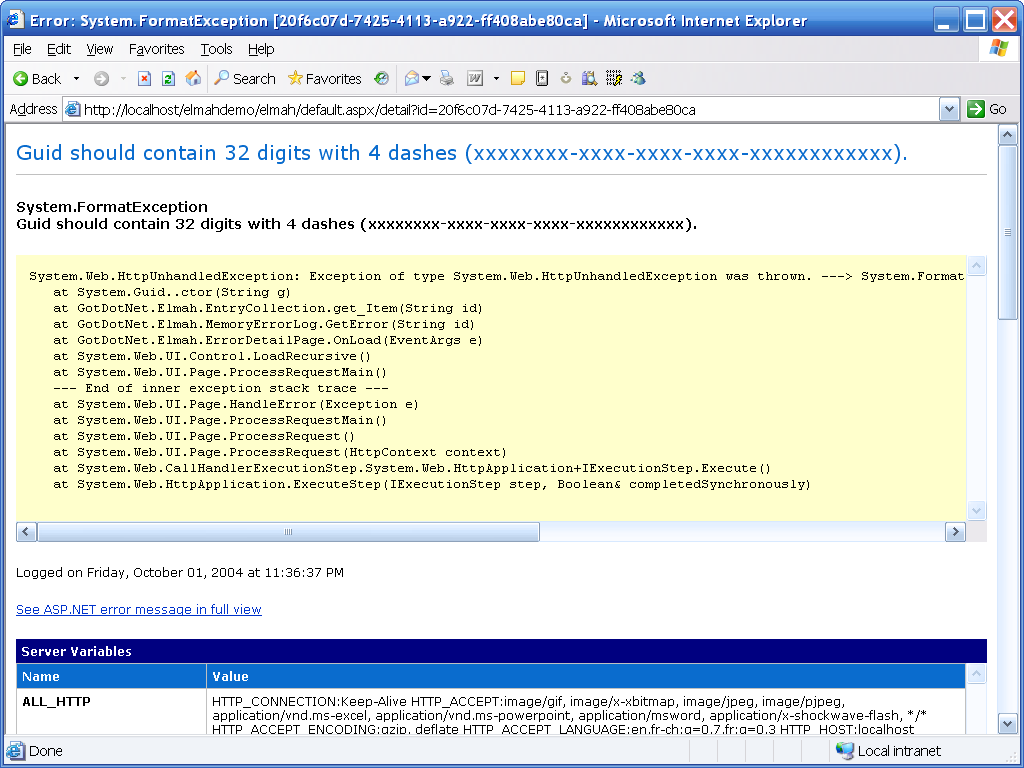 Error: System.FormatException [20f6c07d-7425-4113-a922-ff408abe80ca] - Microsoft Internet Explorer
File Edit View Favorites Tools Help
Back Search Favorites
Address http://localhost/elmahdemo/elmah/default.aspx/detail?id=20f6c07d-7425-4113-a922-ff408abe80ca Go
Guid should contain 32 digits with 4 dashes (xxxxxxxx-xxxx-xxxx-xxxx-xxxxxxxxxxxx).
System.FormatException
Guid should contain 32 digits with 4 dashes (xxxxxxxx-xxxx-xxxx-xxxx-xxxxxxxxxxxx).
System.Web.HttpUnhandledException: Exception of type System.Web.HttpUnhandledException was thrown. ---> System.Format
at System.Guid..ctor(String g)
at GotDotNet.Elmah.EntryCollection.get_Item(String id)
at GotDotNet.Elmah.MemoryErrorLog.GetError(String id)
at GotDotNet.Elmah.ErrorDetailPage.OnLoad(EventArgs e)
at System.Web.UI.Control.LoadRecursive()
at System.Web.UI.Page.ProcessRequestMain()
--- End of inner exception stack trace ---
at System.Web.UI.Page.HandleError(Exception e)
at System.Web.UI.Page.ProcessRequestMain()
at System.Web.UI.Page.ProcessRequest()
at System.Web.UI.Page.ProcessRequest(HttpContext context)
at System.Web.CallHandlerExecutionStep.System.Web.HttpApplication+IExecutionStep.Execute()
at System.Web.HttpApplication.ExecuteStep(IExecutionStep step, Boolean& completedSynchronously)
Logged on Friday, October 01, 2004 at 11:36:37 PM
See ASP.NET error message in full view
Server Variables
Name Value
ALL_HTTP HTTP_CONNECTION:Keep-Alive HTTP_ACCEPT:image/gif, image/x-xbitmap, image/jpeg, image/pjpeg,
application/vnd.ms-excel, application/vnd.ms-powerpoint, application/msword, application/x-shockwave-flash, */*
HTTP_ACCEPT_ENCODING:gzip, deflate HTTP_ACCEPT_LANGUAGE:en,fr-ch;q=0.7,fr;q=0.3 HTTP_HOST:localhost
Done Local intranet